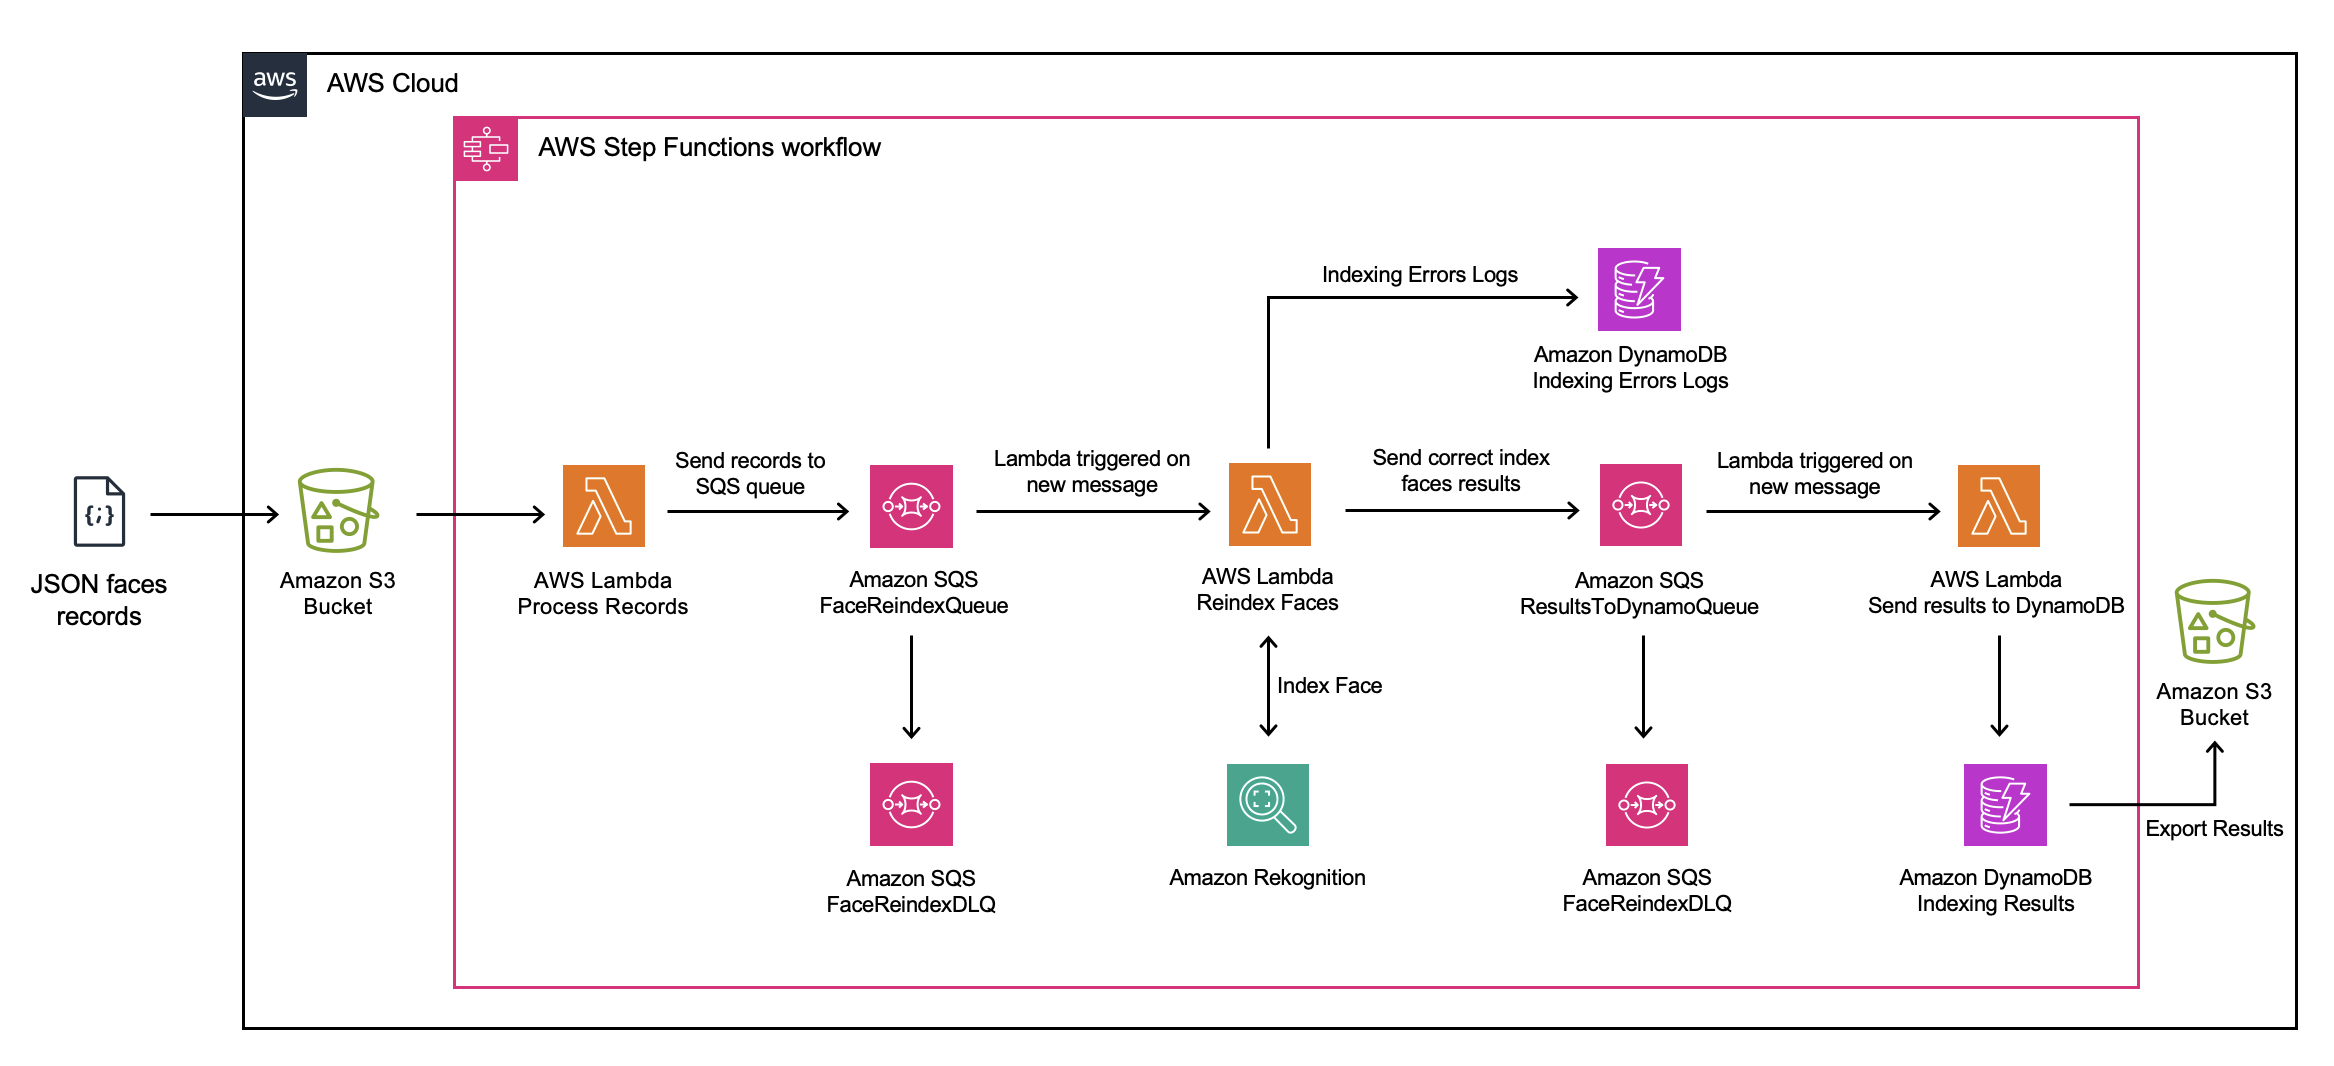 aws
AWS Cloud
AWS Step Functions workflow
Indexing Errors Logs
Amazon DynamoDB
Indexing Errors Logs
{;}
JSON faces
records
Amazon S3
Bucket
AWS Lambda
Process Records
Send records to
SQS queue
Amazon SQS
FaceReindexQueue
Lambda triggered on
new message
AWS Lambda
Reindex Faces
Send correct index
faces results
Amazon SQS
ResultsToDynamoQueue
Lambda triggered on
new message
AWS Lambda
Send results to DynamoDB
Amazon S3
Bucket
Index Face
Amazon SQS
FaceReindexDLQ
Amazon Rekognition
Amazon SQS
FaceReindexDLQ
Amazon DynamoDB
Indexing Results
Export Results